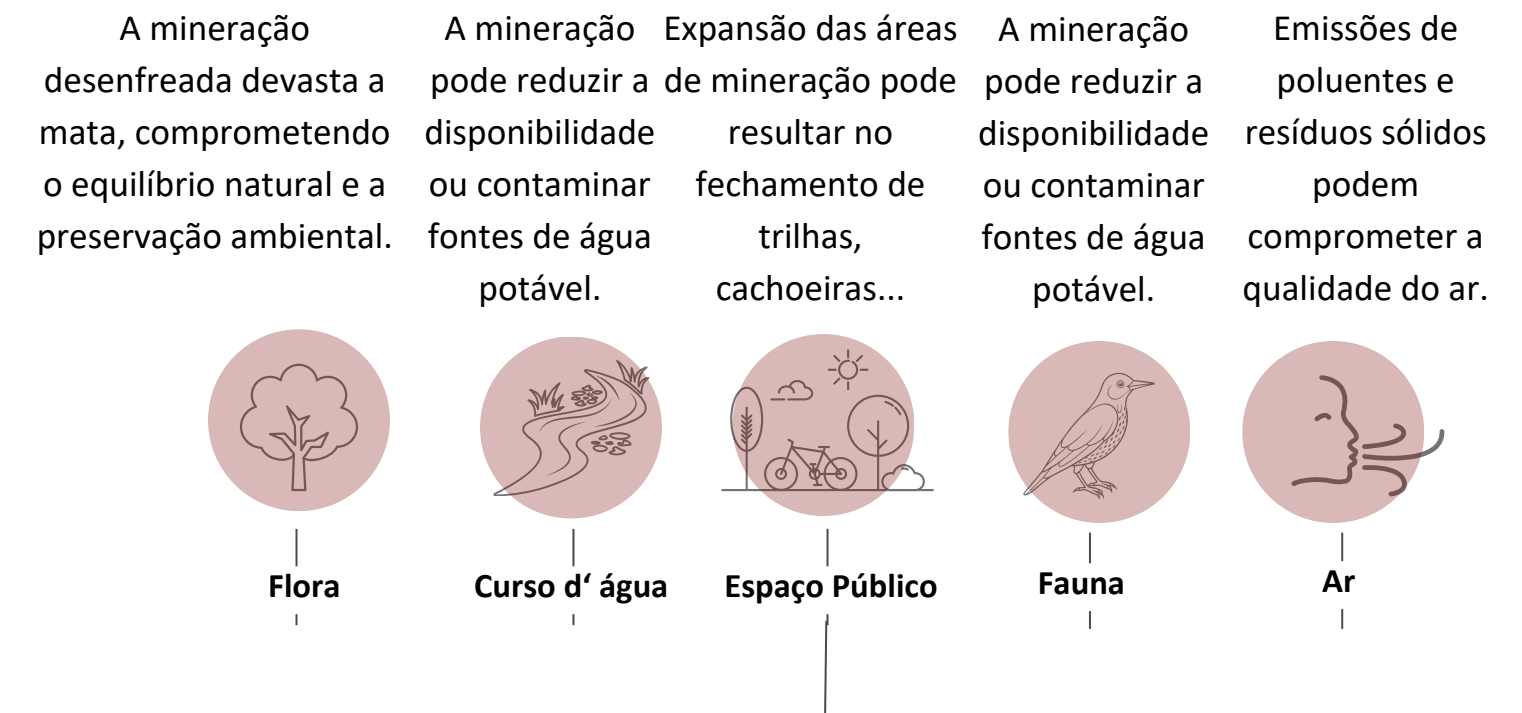 A mineração
desenfreada devasta a
mata, comprometendo
o equilíbrio natural e a
preservação ambiental.
A mineração
pode reduzir a
disponibilidade
ou contaminar
fontes de água
potável.
Expansão das áreas
de mineração pode
resultar no
fechamento de
trilhas,
cachoeiras...
A mineração
pode reduzir a
disponibilidade
ou contaminar
fontes de água
potável.
Emissões de
poluentes e
resíduos sólidos
podem
comprometer a
qualidade do ar.
Flora
Curso d‘ água
Espaço Público
Fauna
Ar